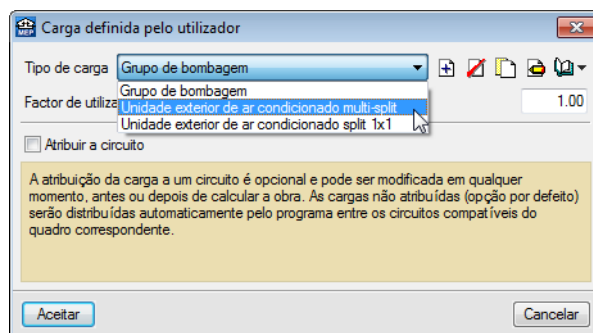 MEP Carga definida pelo utilizador
Tipo de carga Grupo de bombagem
Grupo de bombagem
Factor de utiliza 1.00
Unidade exterior de ar condicionado multi-split
Unidade exterior de ar condicionado split 1x1
Atribuir a circuito
A atribuição da carga a um circuito é opcional e pode ser modificada em qualquer
momento, antes ou depois de calcular a obra. As cargas não atribuídas (opção por defeito)
serão distribuídas automaticamente pelo programa entre os circuitos compatíveis do
quadro correspondente.
Aceitar Cancelar